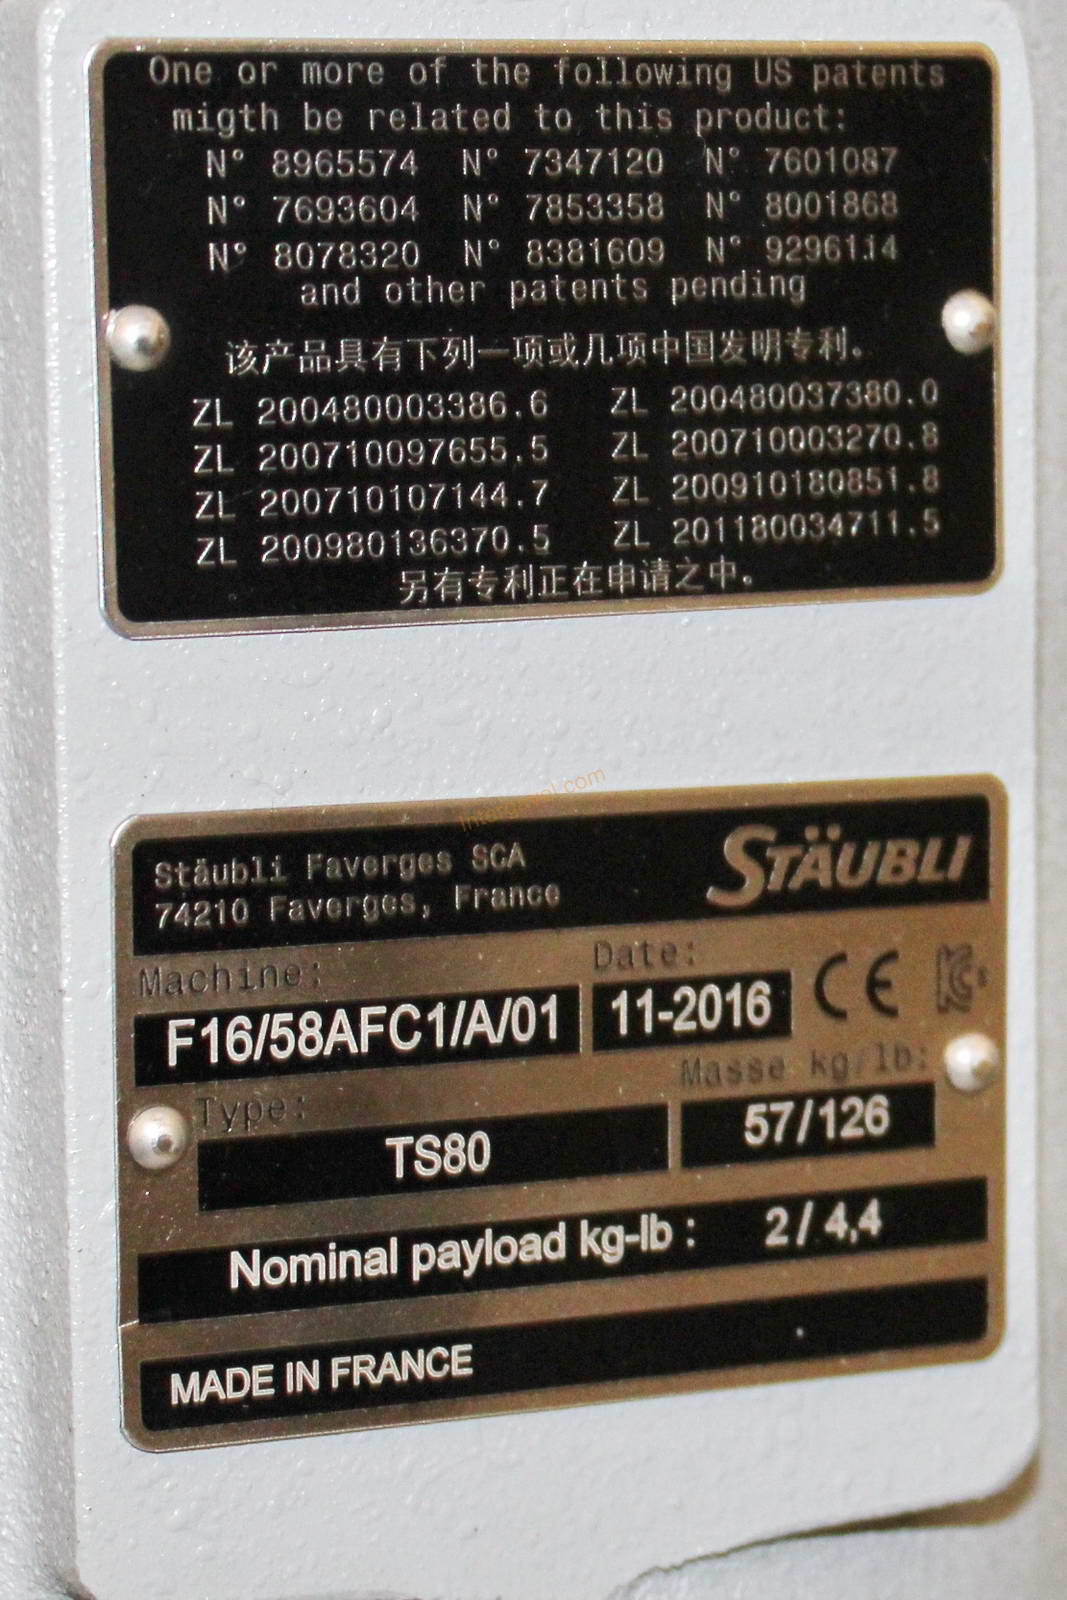 One or more of the following US patents
migth be related to this product:
N° 8965574 N° 7347120 N° 7601087
N° 7693604 N° 7853358 N° 8001868
N° 8078320 N° 8381609 N° 9296114
and other patents pending
该产品具有下列一项或几项中国发明专利。
ZL 200480003386.6 ZL 200480037380.0
ZL 200710097655.5 ZL 200710003270.8
ZL 200710107144.7 ZL 200910180851.8
ZL 200980136370.5 ZL 201180034711.5
另有专利正在申请之中。
Stäubli Faverges SCA
74210 Faverges, France
STÄUBLI
Machine:
F16/58AFC1/A/01
Date:
11-2016
CE
Type:
TS80
Masse kg/lb:
57/126
Nominal payload kg-lb : 2 / 4,4
MADE IN FRANCE